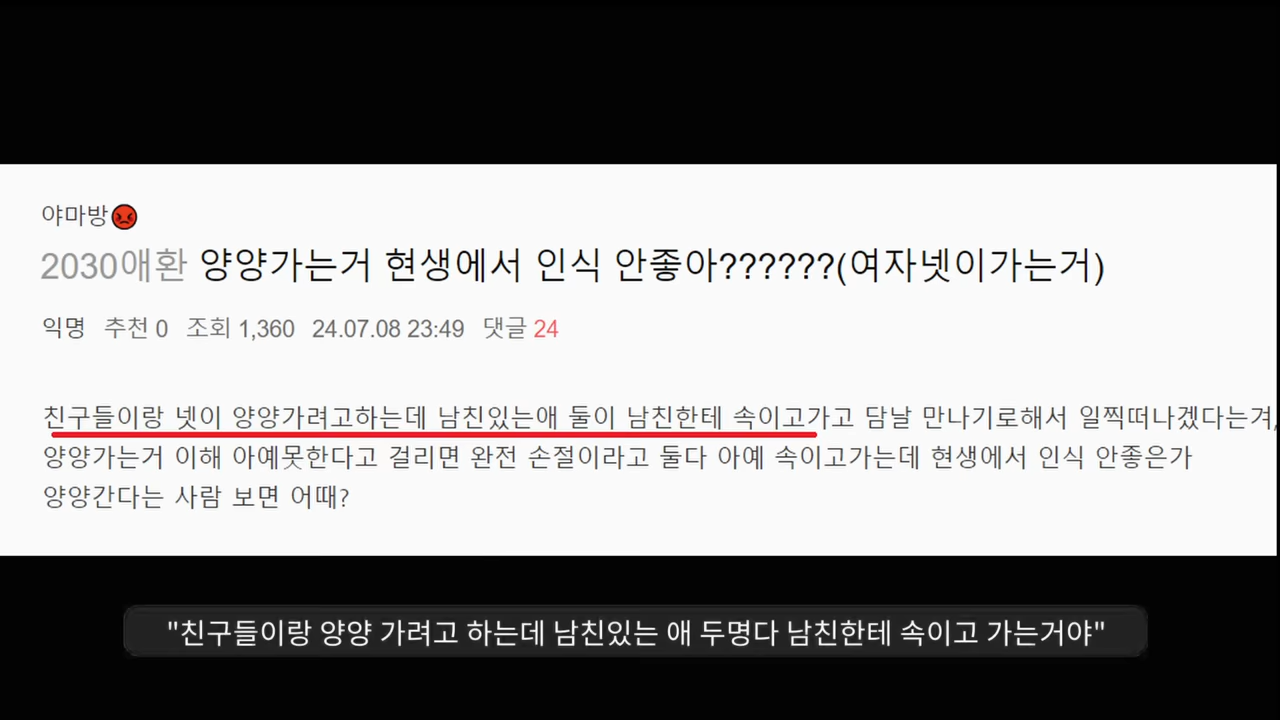 야마방😡
2030애환 양양가는거 현생에서 인식 안좋아??????(여자넷이가는거)
익명 추천 0 조회 1,360 24.07.08 23:49 댓글 24
친구들이랑 넷이 양양가려고하는데 남친있는애 둘이 남친한테 속이고가고 담날 만나기로해서 일찍떠나겠다는겨,
양양가는거 이해 아예못한다고 걸리면 완전 손절이라고 둘다 아예 속이고가는데 현생에서 인식 안좋은가
양양간다는 사람 보면 어때?
"친구들이랑 양양 가려고 하는데 남친있는 애 두명다 남친한테 속이고 가는거야"